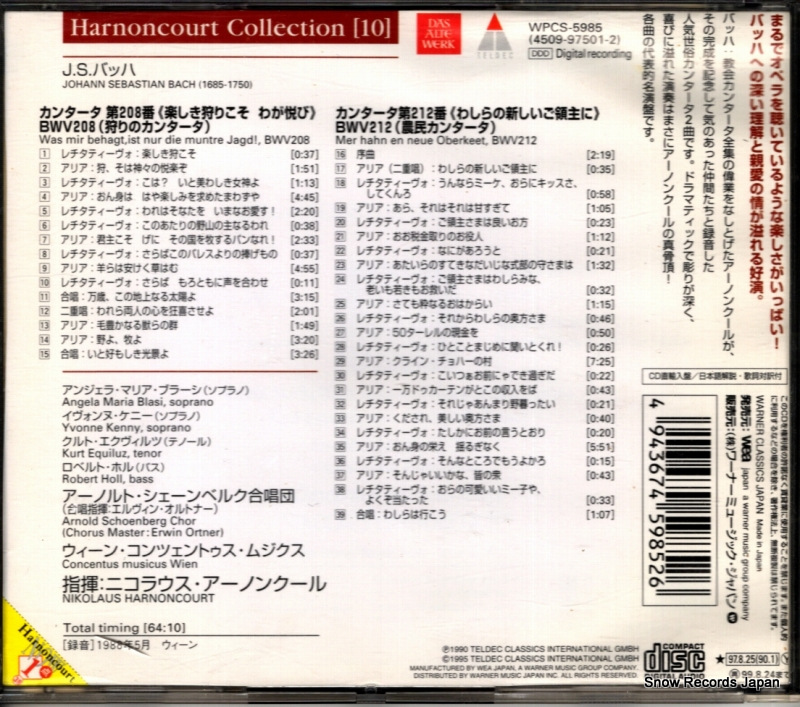 Harnoncourt Collection [10]
DAS
ALTE
WERK
TELDEC
WPCS-5985
(4509-97501-2)
DDD Digital recording
J.S.バッハ
JOHANN SEBASTIAN BACH (1685-1750)
カンタータ 第208番《楽しき狩りこそ わが悦び》
BWV208(狩りのカンタータ)
Was mir behagt,ist nur die muntre Jagd!, BWV208
1 レチタティーヴォ:楽しき狩りこそ [0:37]
2 アリア:狩、そは神々の悦楽ぞ [1:51]
3 レチタティーヴォ:こは? いと美わしき女神よ [1:13]
4 アリア:おん身は はや楽しみを求めたまわずや [4:45]
5 レチタティーヴォ:われはそなたを いまなお愛す! [2:20]
6 レチタティーヴォ:このあたりの野山の主なるわれ [0:38]
7 アリア:君主こそ げに その国を牧するパンなれ! [2:33]
8 レチタティーヴォ:さらばこのパレスよりの捧げもの [0:37]
9 アリア:羊らは安けく草はむ [4:55]
10 レチタティーヴォ:さらば もろともに声を合わせ [0:11]
11 合唱:万歳、この地上なる太陽よ [3:15]
12 二重唱:われら両人の心を狂喜させよ [2:01]
13 アリア:毛豊かなる獣らの群 [1:49]
14 アリア:野よ、牧よ [3:20]
15 合唱:いと好もしき光景よ [3:26]
アンジェラ・マリア・ブラーシ(ソプラノ)
Angela Maria Blasi, soprano
イヴォンヌ・ケニー(ソプラノ)
Yvonne Kenny, soprano
クルト・エクヴィルツ(テノール)
Kurt Equiluz, tenor
ロベルト・ホル(バス)
Robert Holl, bass
アーノルト・シェーンベルク合唱団
(合唱指揮:エルヴィン・オルトナー)
Arnold Schoenberg Chor
(Chorus Master : Erwin Ortner)
ウィーン・コンツェントゥス・ムジクス
Concentus musicus Wien
指揮:ニコラウス・アーノンクール
NIKOLAUS HARNONCOURT
Total timing [64:10]
[録音]1988年5月 ウィーン
カンタータ第212番《わしらの新しいご領主に》
BWV212(農民カンタータ)
Mer hahn en neue Oberkeet, BWV212
16 序曲 [2:19]
17 アリア(二重唱):わしらの新しいご領主に [0:35]
18 レチタティーヴォ:うんならミーケ、おらにキッスさ、
してくんろ [0:58]
19 アリア:あら、それはそれは甘すぎて [1:05]
20 レチタティーヴォ:ご領主さまは良いお方 [0:23]
21 アリア:おお税金取りのお役人 [1:12]
22 レチタティーヴォ:なにがあろうと [0:21]
23 アリア:あたいらのすてきなだいじな式部の守さまは [1:32]
24 レチタティーヴォ:ご領主さまはわしらみな、
老いも若きもお救いだ [0:32]
25 アリア:さても粋なるおはからい [1:15]
26 レチタティーヴォ:それからわしらの奥方さま [0:46]
27 アリア:50ターレルの現金を [0:50]
28 レチタティーヴォ:ひとことまじめに聞いとくれ! [0:26]
29 アリア:クライン・チョハーの村 [7:25]
30 レチタティーヴォ:こいつぁお前にゃでき過ぎだ [0:22]
31 アリア:一万ドゥカーテンがとこの収入をば [0:43]
32 レチタティーヴォ:それじゃあんまり野暮ったい [0:21]
33 アリア:くだされ、美しい奥方さま [0:40]
34 レチタティーヴォ:たしかにお前の言うとおり [0:20]
35 アリア:おん身の栄え 揺るぎなく [5:51]
36 レチタティーヴォ:そんなところでもうよかろ [0:15]
37 アリア:そんじゃいいかな、皆の衆 [0:43]
38 レチタティーヴォ:おらの可愛いいミー子や、
よくぞ当たった [0:33]
39 合唱:わしらは行こう [1:07]
まるでオペラを聴いているような楽しさがいっぱい!
バッハへの深い理解と親愛の情が溢れる好演。
バッハ:教会カンタータ全集の偉業をなしとげたアーノンクールが、
その完成を記念して気のあった仲間たちと録音した
人気世俗カンタータ2曲です。ドラマティックで彫りが深く、
喜びに溢れた演奏はまさにアーノンクールの真骨頂!
各曲の代表的名演盤です。
CD直輸入盤/日本語解説・歌詞対訳付
発売元:wea japan a warner music group company
販売元:(株)ワーナーミュージック・ジャパン
WARNER CLASSICS JAPAN Made in Japan
4 943674 598526
Ⓟ1990 TELDEC CLASSICS INTERNATIONAL GMBH
©1995 TELDEC CLASSICS INTERNATIONAL GMBH
MANUFACTURED BY WEA JAPAN, A WARNER MUSIC GROUP COMPANY.
DISTRIBUTED BY WARNER MUSIC JAPAN INC. ALL RIGHTS RESERVED.
COMPACT
disc
DIGITAL AUDIO
★97.8.25(90.1)Y
99.8.24まで
Harnoncourt
Snow Records Japan